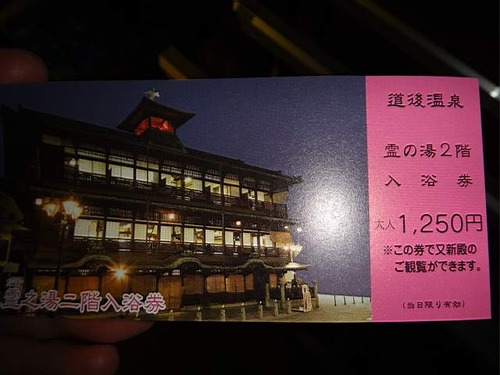 道後温泉
霊の湯2階
入浴券
大人1,250円
※この券で又新殿の
ご観覧ができます。
(当日限り有効)
霊之湯二階入浴券